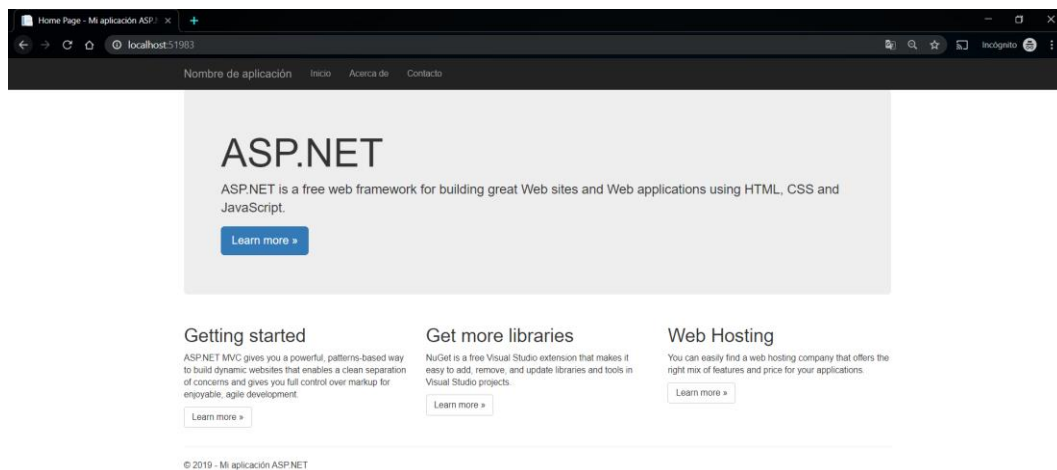 Home Page - Mi aplicación ASP.N
localhost:51983
Incógnito
Nombre de aplicación Inicio Acerca de Contacto
ASP.NET
ASP.NET is a free web framework for building great Web sites and Web applications using HTML, CSS and
JavaScript.
Learn more »
Getting started
ASP.NET MVC gives you a powerful, patterns-based way
to build dynamic websites that enables a clean separation
of concerns and gives you full control over markup for
enjoyable, agile development.
Learn more »
Get more libraries
NuGet is a free Visual Studio extension that makes it
easy to add, remove, and update libraries and tools in
Visual Studio projects.
Learn more »
Web Hosting
You can easily find a web hosting company that offers the
right mix of features and price for your applications.
Learn more »
© 2019 - Mi aplicación ASP.NET